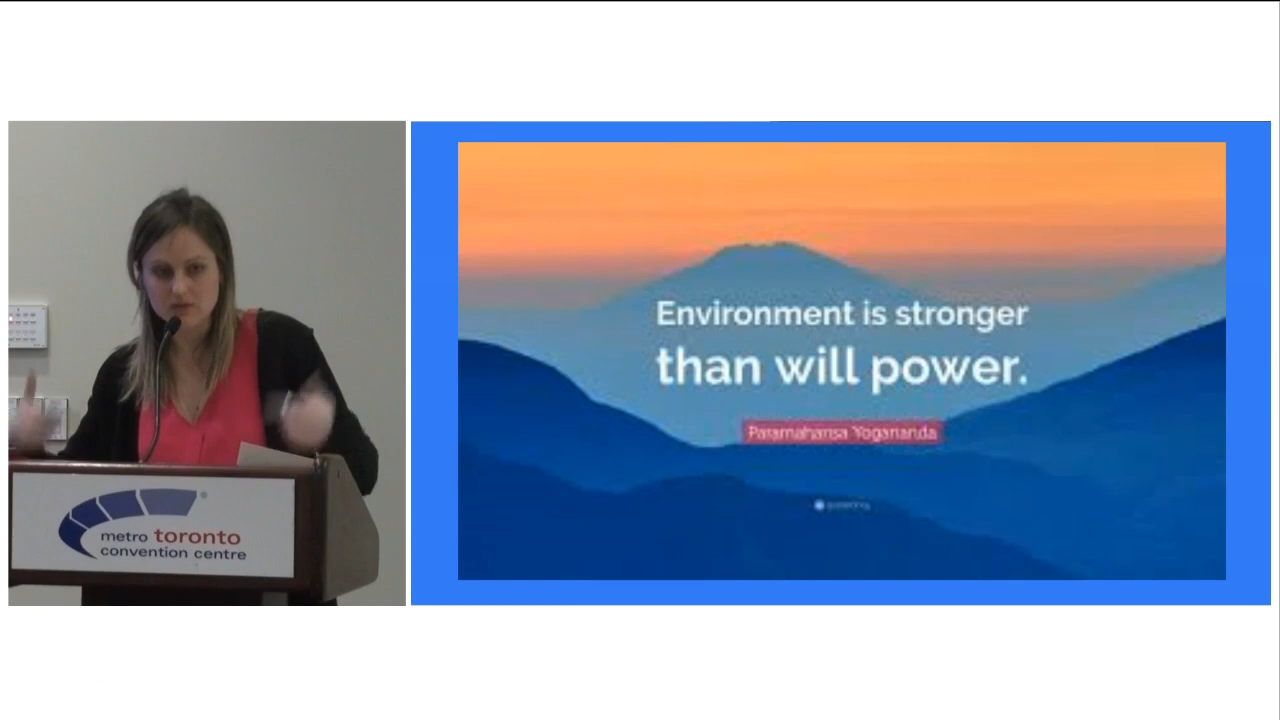 metro toronto
convention centre
Environment is stronger
than will power.
Paramahansa Yogananda